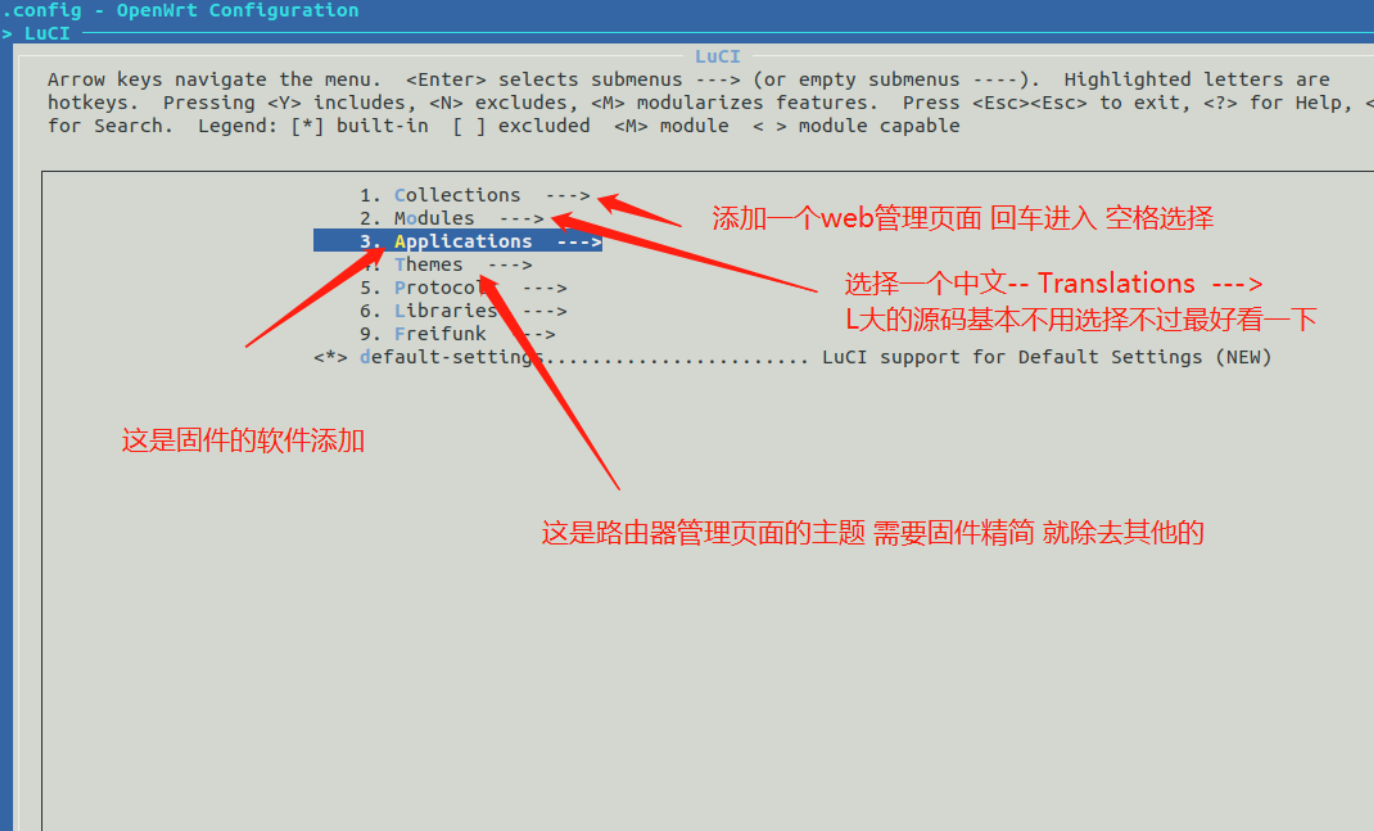 .config - OpenWrt Configuration
> LuCI
LuCI
Arrow keys navigate the menu.  <Enter> selects submenus ---> (or empty submenus ----).  Highlighted letters are
hotkeys.  Pressing <Y> includes, <N> excludes, <M> modularizes features.  Press <Esc><Esc> to exit, <?> for Help, <
for Search.  Legend: [*] built-in  [ ] excluded  <M> module  < > module capable
1. Collections  --->
添加一个web管理页面 回车进入 空格选择
2. Modules  --->
3. Applications  --->
4. Themes  --->
选择一个中文-- Translations  --->
5. Protocols  --->
6. Libraries  --->
L大的源码基本不用选择不过最好看一下
9. Freifunk  --->
<*> default-settings....................... LuCI support for Default Settings (NEW)
这是固件的软件添加
这是路由器管理页面的主题 需要固件精简 就除去其他的